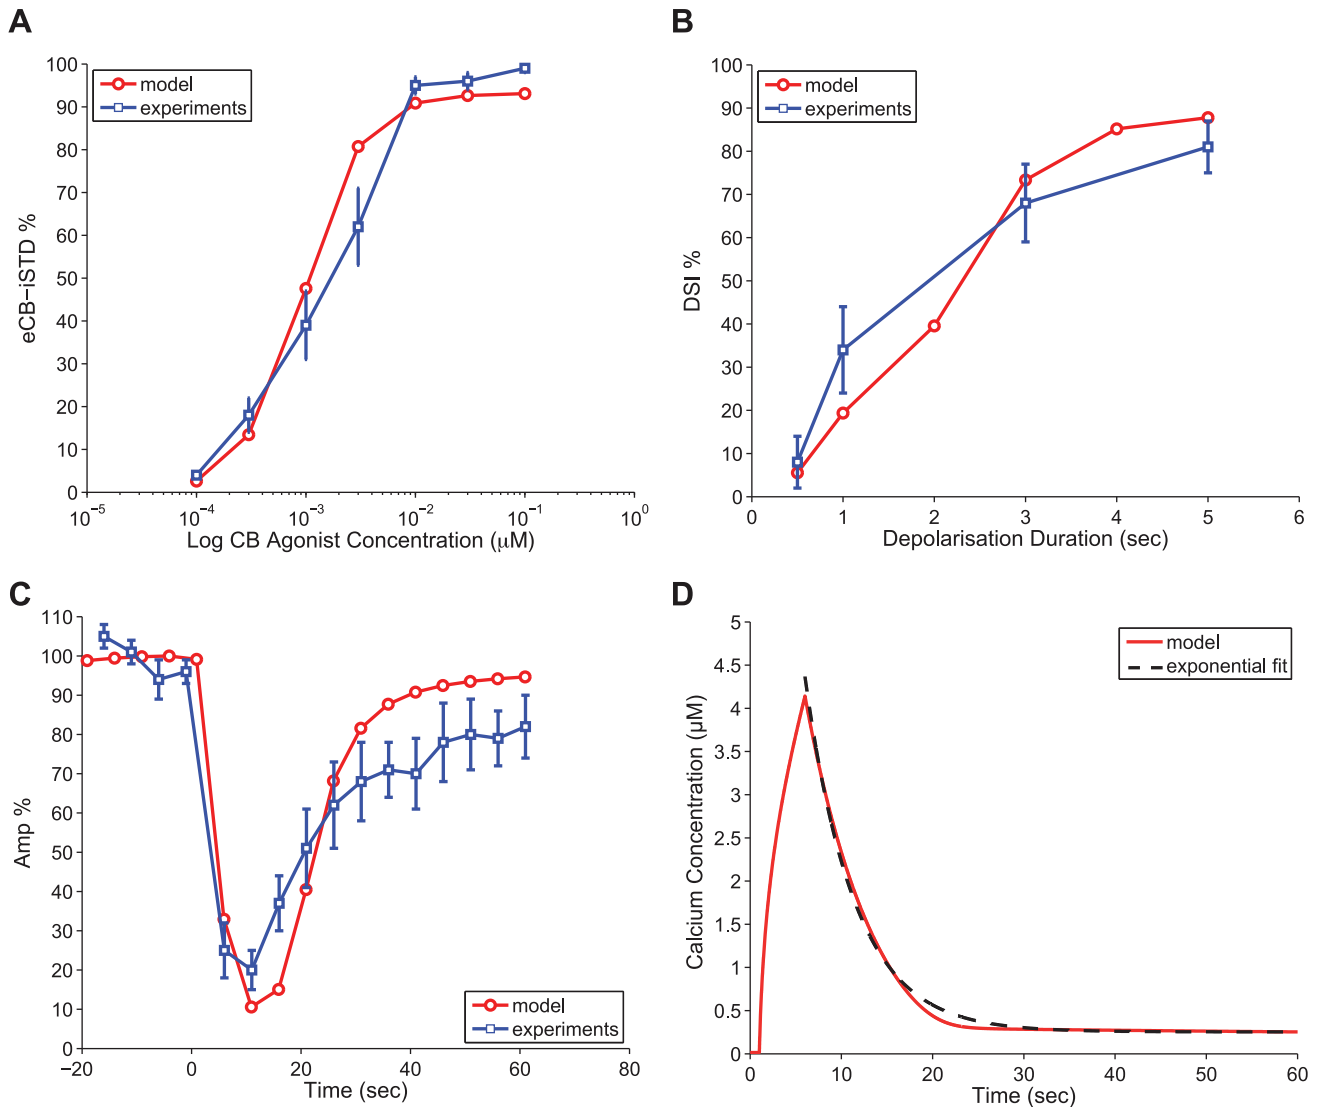 A
eCB−iSTD %
100
90
80
70
60
50
40
30
20
10
0
model
experiments
10−5 10−4 10−3 10−2 10−1 100
Log CB Agonist Concentration (μM)
B
DSI %
100
90
80
70
60
50
40
30
20
10
0
model
experiments
0 1 2 3 4 5 6
Depolarisation Duration (sec)
C
Amp %
110
100
90
80
70
60
50
40
30
20
10
0
model
experiments
−20 0 20 40 60 80
Time (sec)
D
Calcium Concentration (μM)
5
4.5
4
3.5
3
2.5
2
1.5
1
0.5
0
model
exponential fit
0 10 20 30 40 50 60
Time (sec)